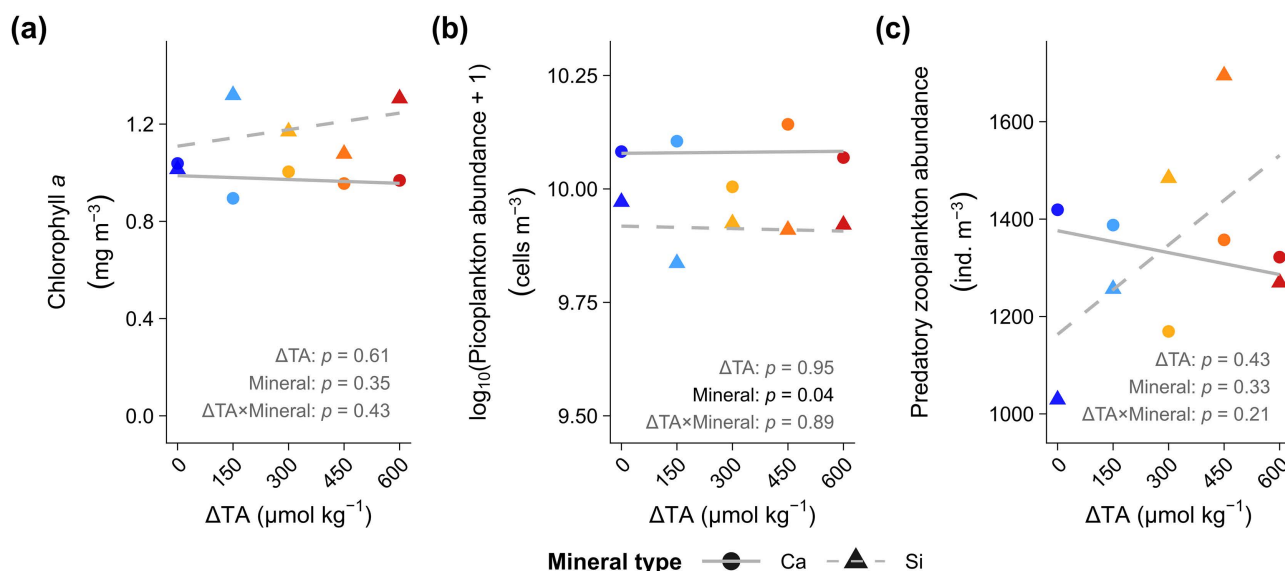 (a)
Chlorophyll a
(mg m⁻³)
1.2
0.8
0.4
0.0
ΔTA: p = 0.61
Mineral: p = 0.35
ΔTA×Mineral: p = 0.43
0 150 300 450 600
ΔTA (μmol kg⁻¹)
(b)
log₁₀(Picoplankton abundance + 1)
(cells m⁻³)
10.25
10.00
9.75
9.50
ΔTA: p = 0.95
Mineral: p = 0.04
ΔTA×Mineral: p = 0.89
0 150 300 450 600
ΔTA (μmol kg⁻¹)
(c)
Predatory zooplankton abundance
(ind. m⁻³)
1600
1400
1200
1000
ΔTA: p = 0.43
Mineral: p = 0.33
ΔTA×Mineral: p = 0.21
0 150 300 450 600
ΔTA (μmol kg⁻¹)
Mineral type Ca Si